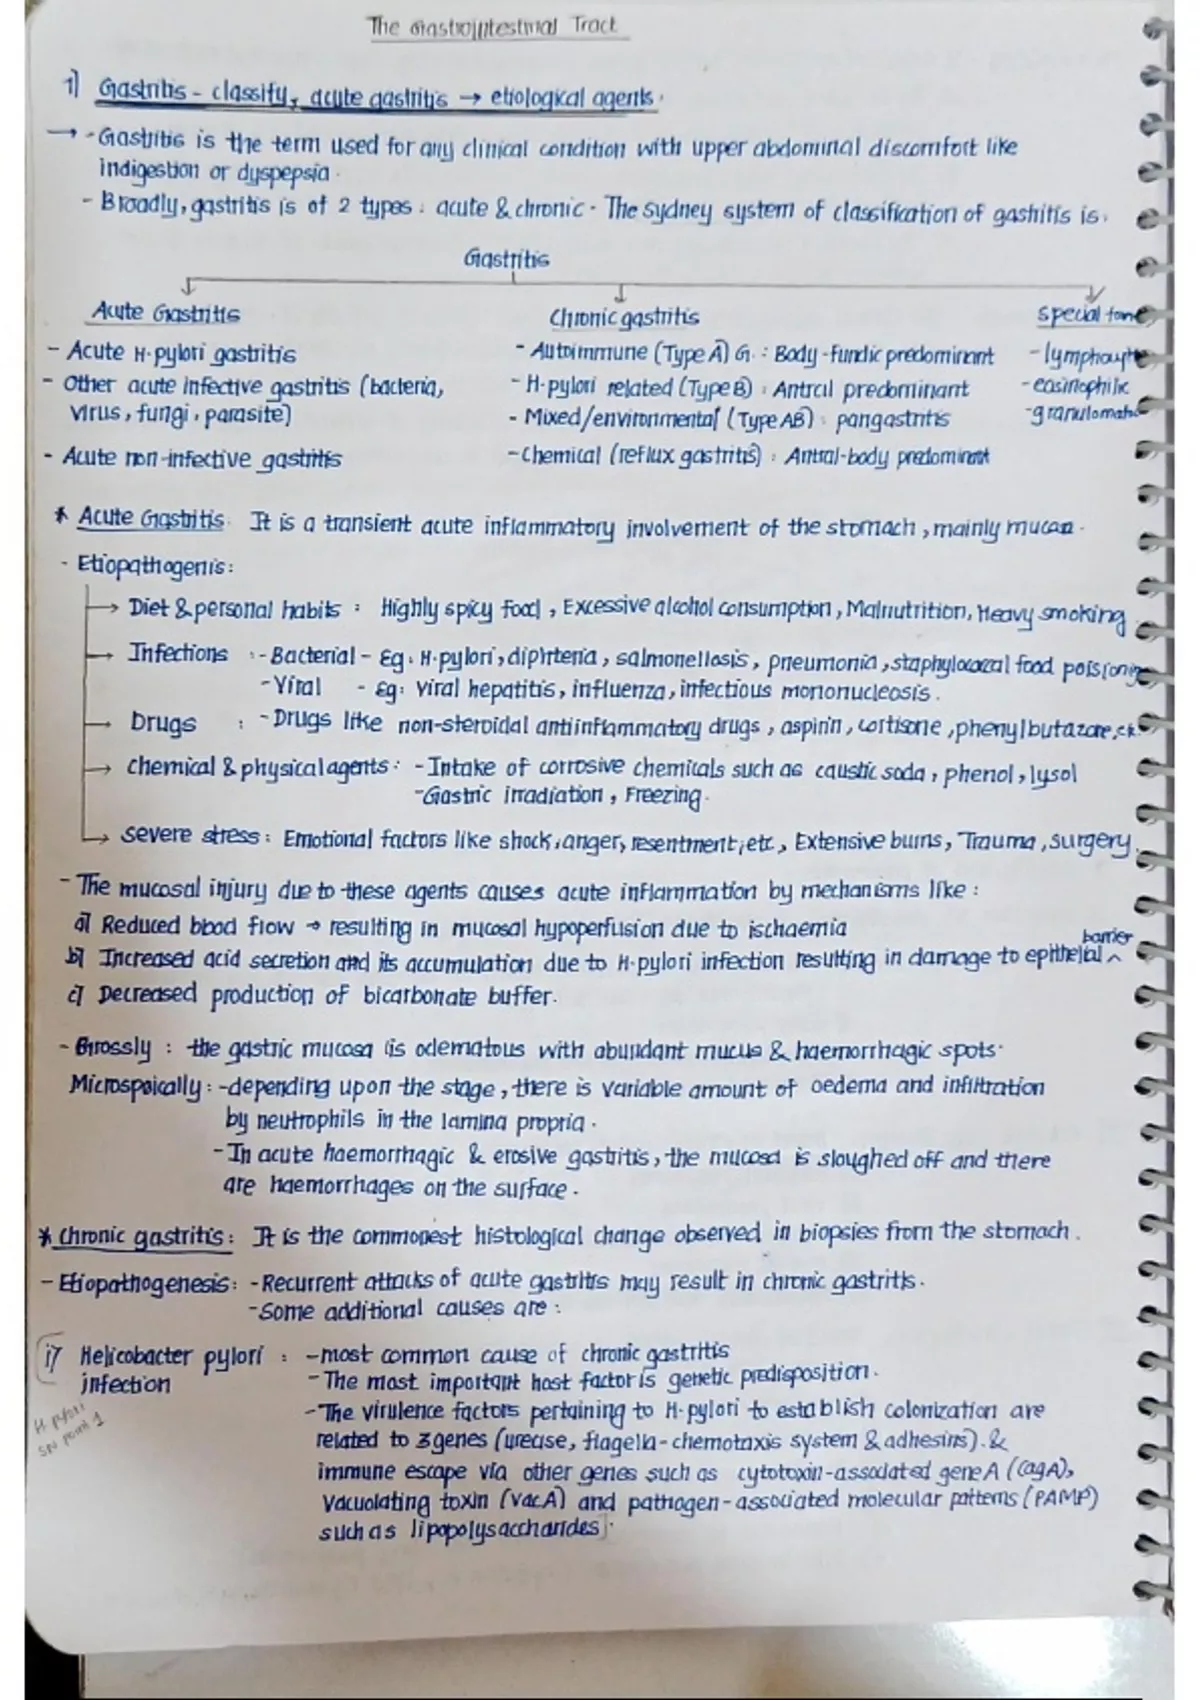 The Gastrointestinal Tract
1) Gastritis - classify, acute gastritis → etiological agents.
→ - Gastritis is the term used for any clinical condition with upper abdominal discomfort like
indigestion or dyspepsia.
- Broadly, gastritis is of 2 types: acute & chronic. The sydney system of classification of gastritis is:
Gastritis
Acute Gastritis Chronic gastritis special
- Acute H.pylori gastritis - Autoimmune (Type A) G. : Body-fundic predominant - lymphocytic
- Other acute infective gastritis (bacteria, - H.pylori related (Type B) : Antral predominant - eosinophilic
virus, fungi, parasite) - Mixed/environmental (Type AB) : pangastritis
- Acute non-infective gastritis - Chemical (reflux gastritis) : Antral-body predominant
* Acute Gastritis: It is a transient acute inflammatory involvement of the stomach, mainly mucosa.
- Etiopathogenis:
→ Diet & personal habits : Highly spicy food, Excessive alcohol consumption, Malnutrition, Heavy smoking.
→ Infections :- Bacterial - Eg: H.pylori, diphteria, salmonellosis, pneumonia, staphylococcal food poisoning
- Viral - Eg: viral hepatitis, influenza, infectious mononucleosis.
→ Drugs : - Drugs like non-steroidal antiinflammatory drugs, aspirin, cortisone, phenylbutazone, etc
→ chemical & physical agents : - Intake of corrosive chemicals such as caustic soda, phenol, lysol
- Gastric irradiation, Freezing.
→ severe stress : Emotional factors like shock, anger, resentment, etc, Extensive burns, Trauma, surgery.
- The mucosal injury due to these agents causes acute inflammation by mechanisms like :
a) Reduced blood flow → resulting in mucosal hypoperfusion due to ischaemia
b) Increased acid secretion and its accumulation due to H.pylori infection resulting in damage to epithelial ^ barrier
c) Decreased production of bicarbonate buffer.
- Grossly : the gastric mucosa is odematous with abundant mucus & haemorrhagic spots.
Microspoically : - depending upon the stage, there is variable amount of oedema and infiltration
by neutrophils in the lamina propria.
- In acute haemorrhagic & erosive gastritis, the mucosa is sloughed off and there
are haemorrhages on the surface.
* chronic gastritis : It is the commonest histological change observed in biopsies from the stomach.
- Etiopathogenesis : - Recurrent attacks of acute gastritis may result in chronic gastritis.
- Some additional causes are :
i) Helicobacter pylori : - most common cause of chronic gastritis
infection - The most important host factor is genetic predisposition.
H pylori
SN point 1
- The virulence factors pertaining to H.pylori to establish colonization are
related to 3 genes (urease, flagella-chemotaxis system & adhesins). &
immune escape via other genes such as cytotoxin-associated gene A (CagA),
Vacuolating toxin (VacA) and pathogen-associated molecular patterns (PAMP)
such as lipopolysaccharides.